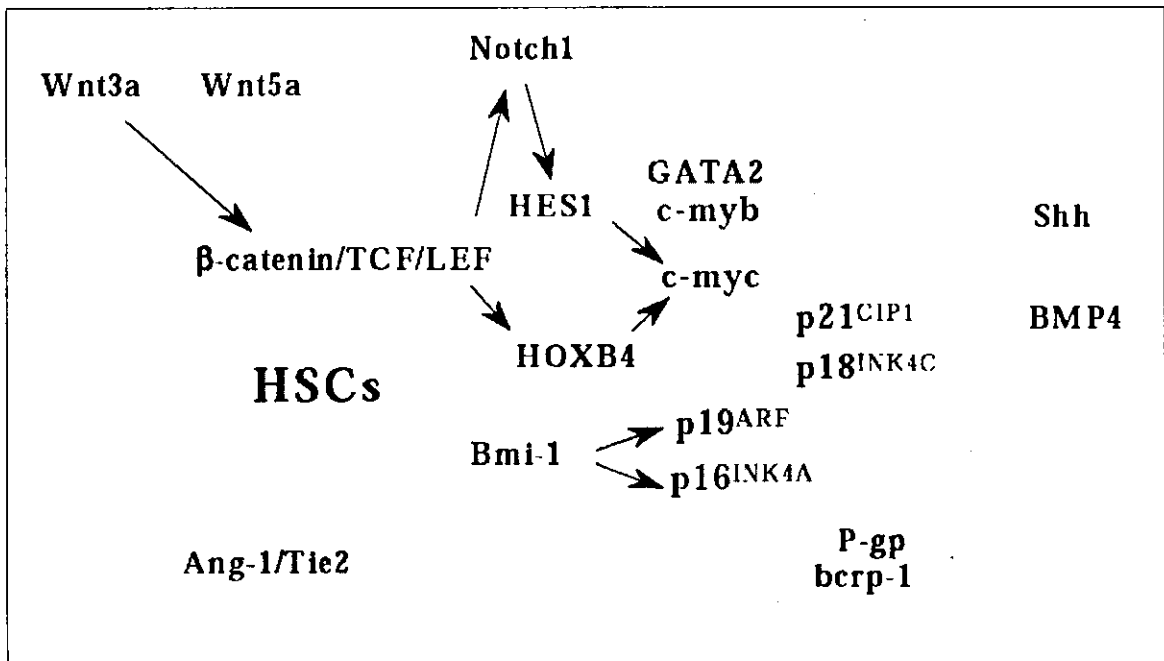 Notch1
Wnt3a Wnt5a
GATA2
HES1 c-myb Shh
β-catenin/TCF/LEF
c-myc
p21CIP1 BMP4
HOXB4 p18INK4C
HSCs
p19ARF
Bmi-1
p16INK4A
P-gp
Ang-1/Tie2
bcrp-1